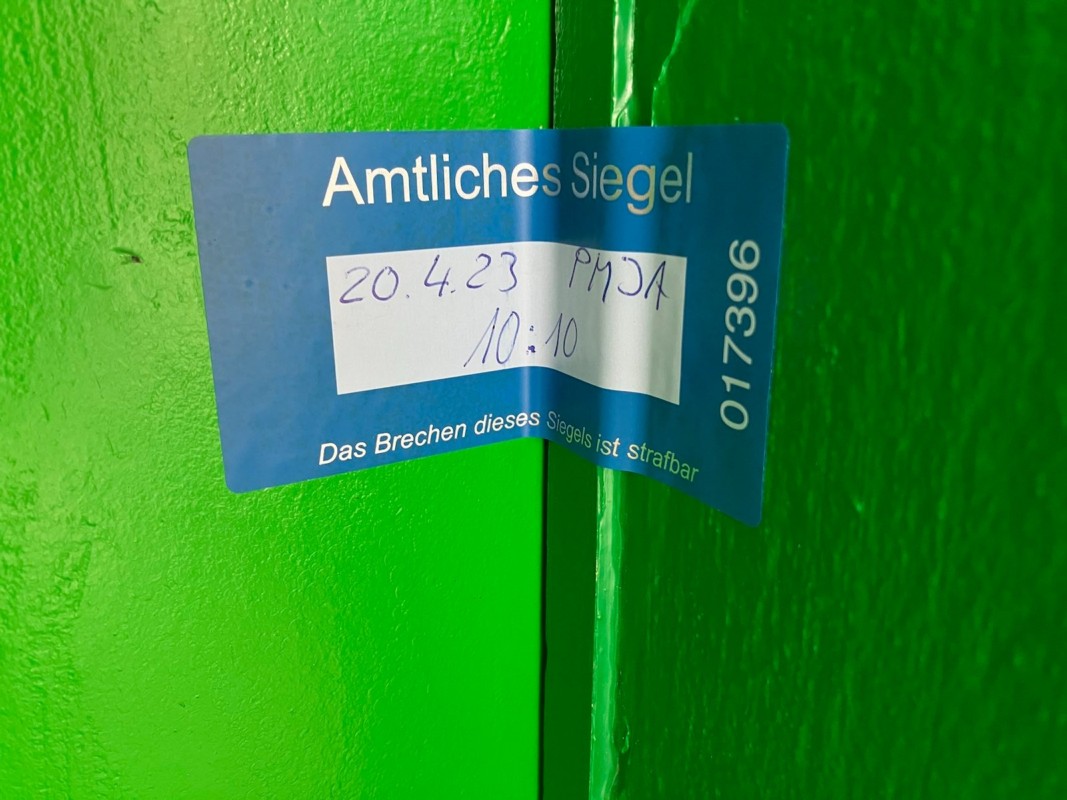 Amtliches Siegel
20.4.23 PMJA
10:10
Das Brechen dieses Siegels ist strafbar
017396